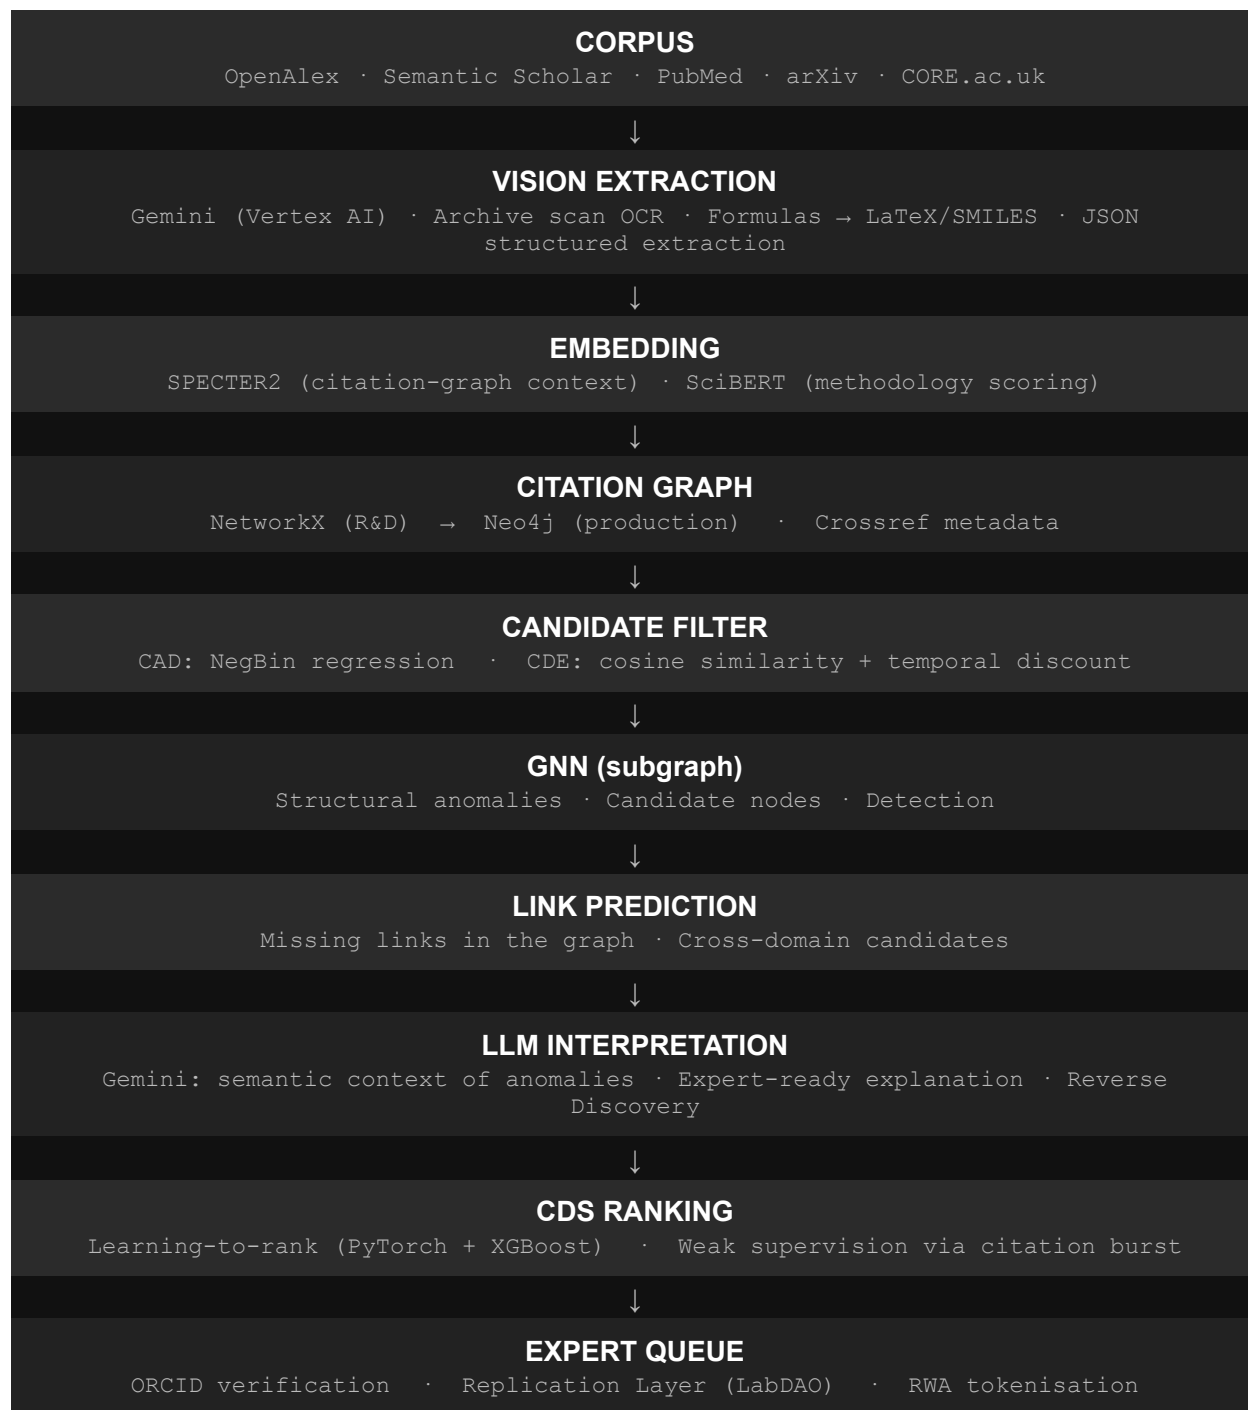 CORPUS
OpenAlex · Semantic Scholar · PubMed · arXiv · CORE.ac.uk
↓
VISION EXTRACTION
Gemini (Vertex AI) · Archive scan OCR · Formulas → LaTeX/SMILES · JSON
structured extraction
↓
EMBEDDING
SPECTER2 (citation-graph context) · SciBERT (methodology scoring)
↓
CITATION GRAPH
NetworkX (R&D) → Neo4j (production) · Crossref metadata
↓
CANDIDATE FILTER
CAD: NegBin regression · CDE: cosine similarity + temporal discount
↓
GNN (subgraph)
Structural anomalies · Candidate nodes · Detection
↓
LINK PREDICTION
Missing links in the graph · Cross-domain candidates
↓
LLM INTERPRETATION
Gemini: semantic context of anomalies · Expert-ready explanation · Reverse
Discovery
↓
CDS RANKING
Learning-to-rank (PyTorch + XGBoost) · Weak supervision via citation burst
↓
EXPERT QUEUE
ORCID verification · Replication Layer (LabDAO) · RWA tokenisation